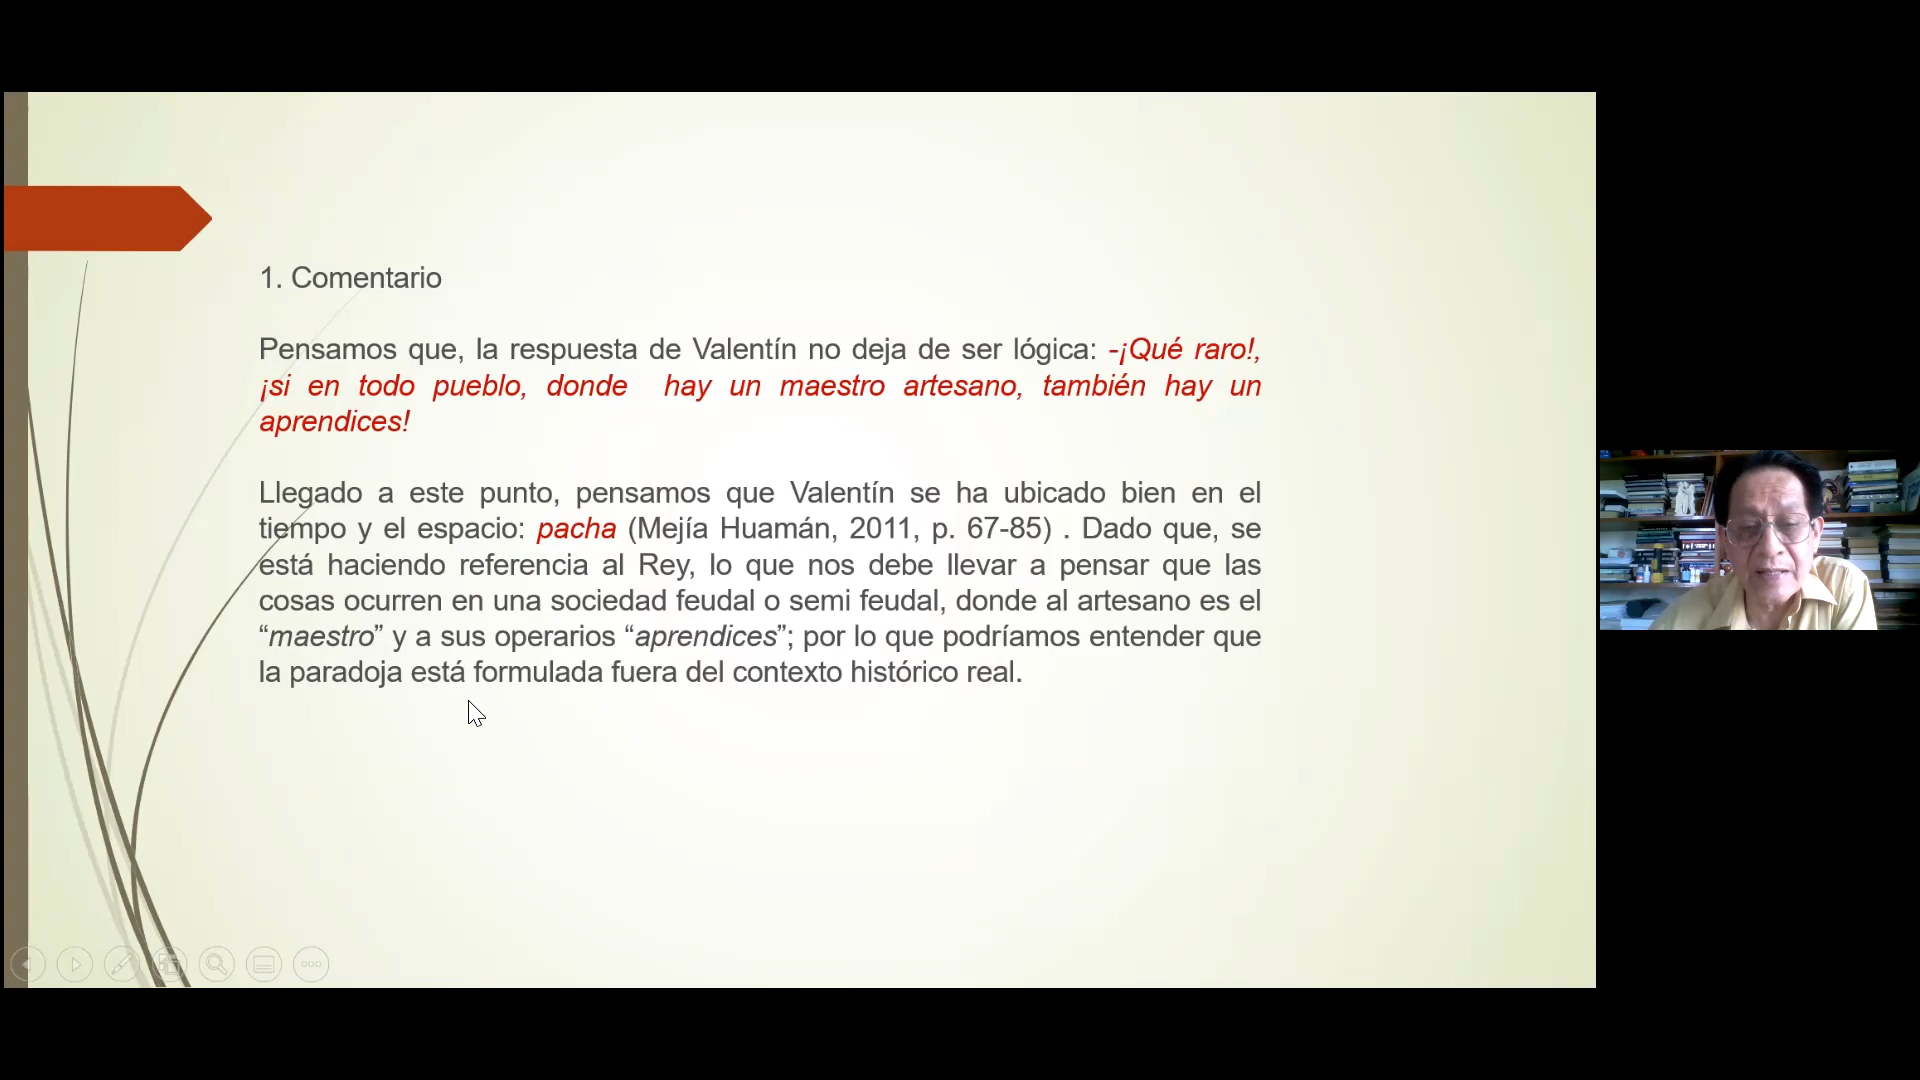 1. Comentario
Pensamos que, la respuesta de Valentín no deja de ser lógica: -¡Qué raro!,
¡si en todo pueblo, donde hay un maestro artesano, también hay un
aprendices!
Llegado a este punto, pensamos que Valentín se ha ubicado bien en el
tiempo y el espacio: pacha (Mejía Huamán, 2011, p. 67-85) . Dado que, se
está haciendo referencia al Rey, lo que nos debe llevar a pensar que las
cosas ocurren en una sociedad feudal o semi feudal, donde al artesano es el
“maestro” y a sus operarios “aprendices”; por lo que podríamos entender que
la paradoja está formulada fuera del contexto histórico real.